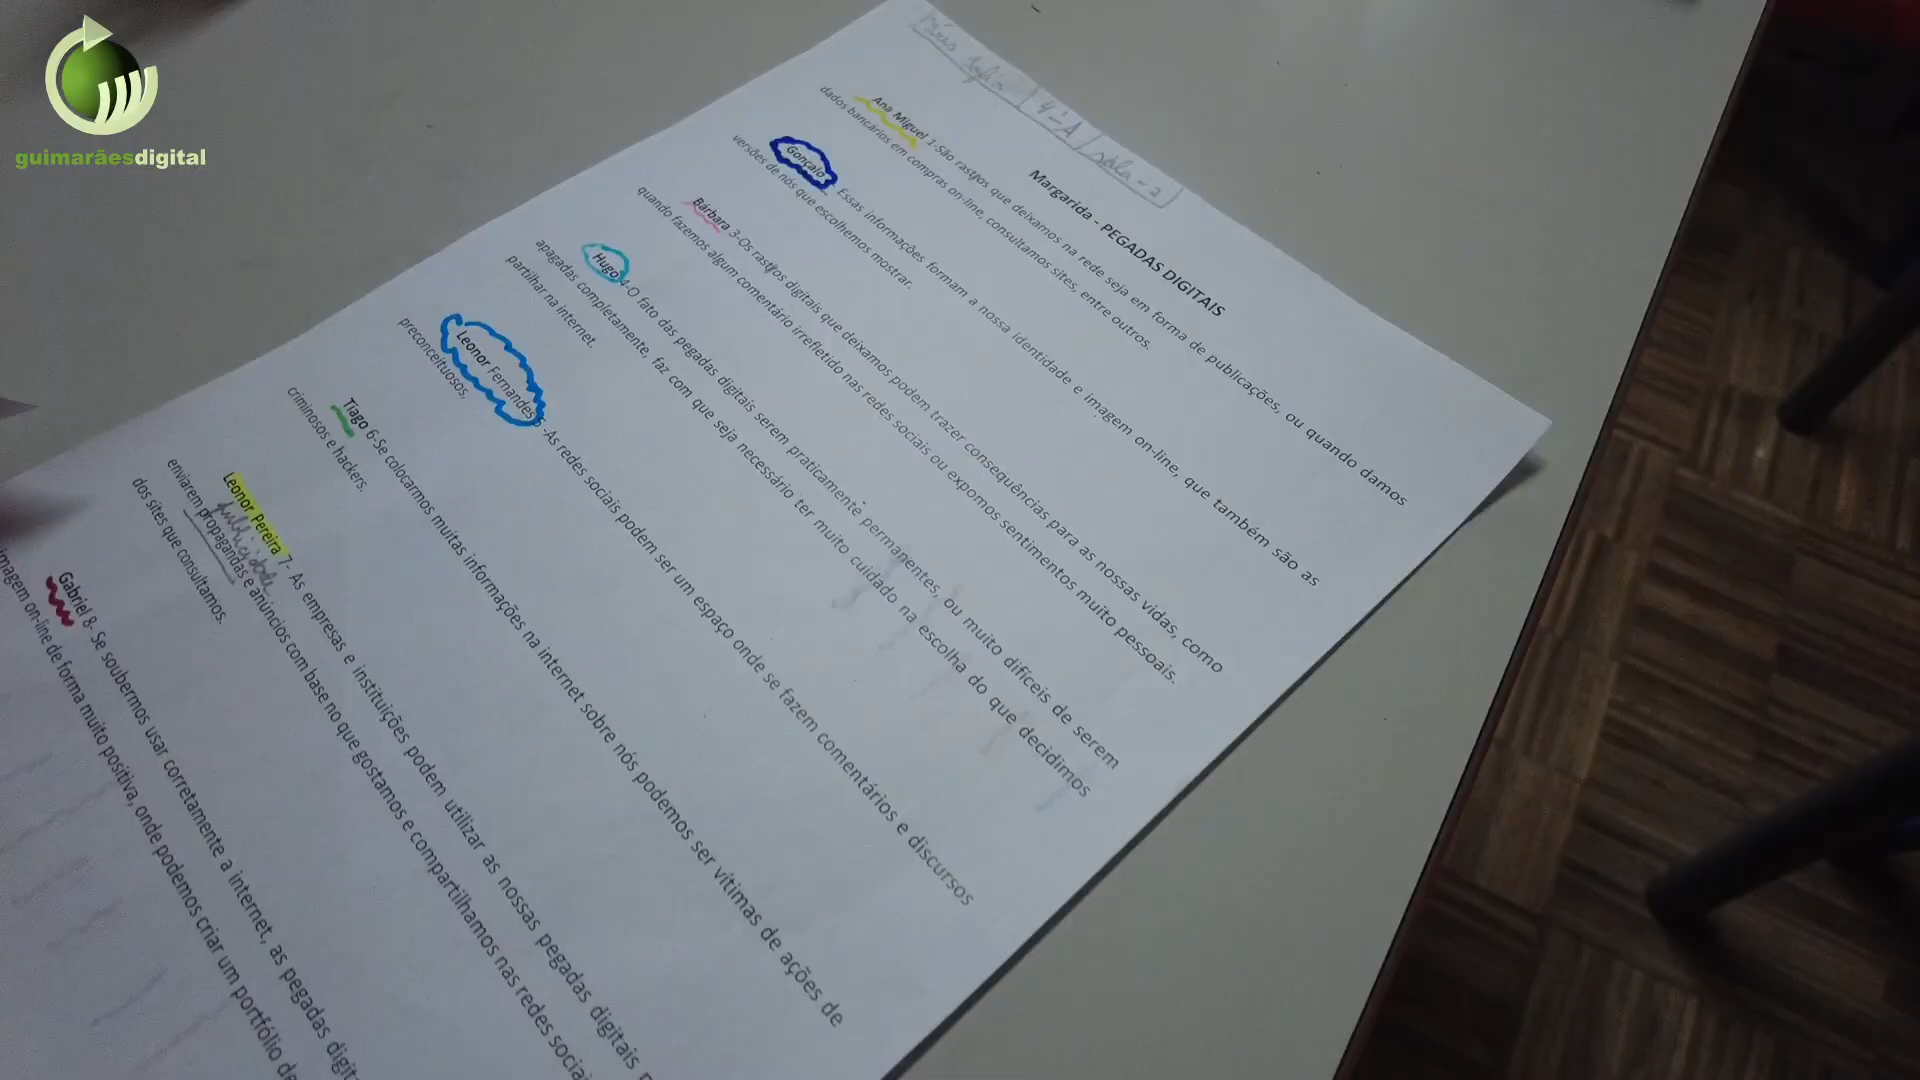 guimarãesdigital
4º-A sala-2
Margarida - PEGADAS DIGITAIS
Ana Miguel 1-São rastjos que deixamos na rede seja em forma de publicações, ou quando damos
dados bancários em compras on-line, consultamos sites, entre outros.
Gonçalo Essas informações formam a nossa identidade e imagem on-line, que também são as
versões de nós que escolhemos mostrar.
Bárbara 3-Os rastjos digitais que deixamos podem trazer consequências para as nossas vidas, como
quando fazemos algum comentário irrefletido nas redes sociais ou expomos sentimentos muito pessoais.
Hugo 4-O fato das pegadas digitais serem praticamente permanentes, ou muito difíceis de serem
apagadas completamente, faz com que seja necessário ter muito cuidado na escolha do que decidimos
partilhar na internet.
Leonor Fernandes 5 -As redes sociais podem ser um espaço onde se fazem comentários e discursos
preconceituosos.
Tiago 6-Se colocarmos muitas informações na internet sobre nós podemos ser vítimas de ações de
criminosos e hackers.
Leonor Pereira 7- As empresas e instituições podem utilizar as nossas pegadas digitais
publicidade
enviarem propagandas e anúncios com base no que gostamos e compartilhamos nas redes sociai
dos sites que consultamos.
Gabriel 8- Se soubermos usar corretamente a internet, as pegadas digit
imagem on-line de forma muito positiva, onde podemos criar um portfólio de